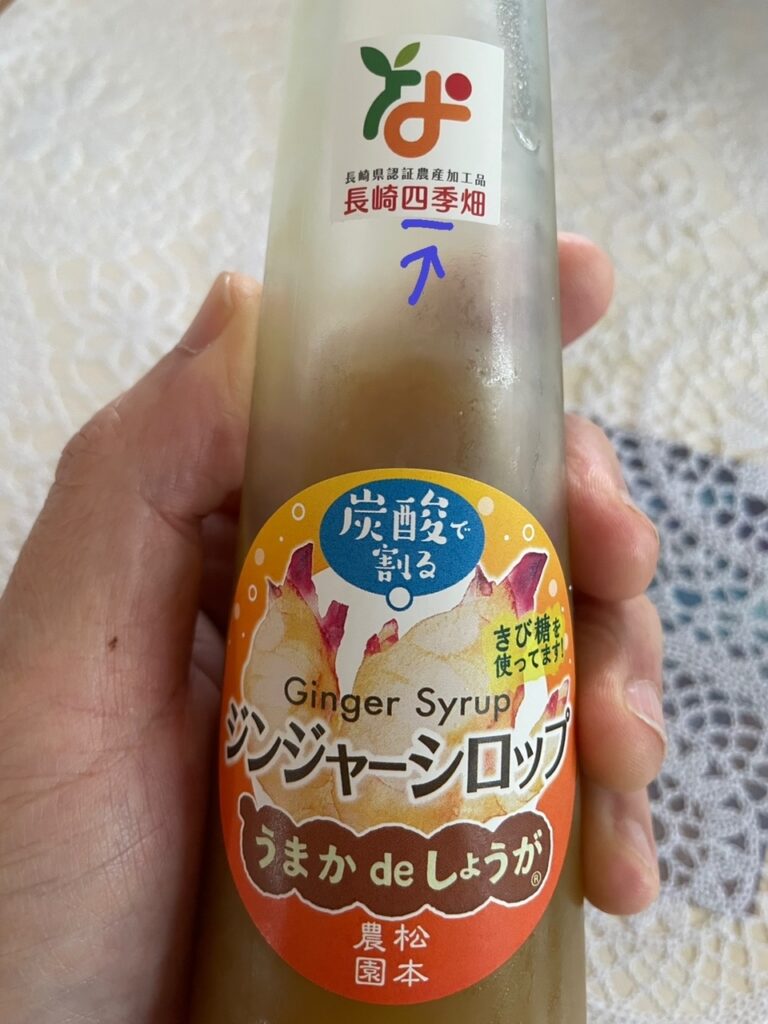 長崎県認証農産加工品
長崎四季畑
炭酸で
割る
きび糖を
使ってます!
Ginger Syrup
ジンジャーシロップ
うまか de しょうが®
松本
農園